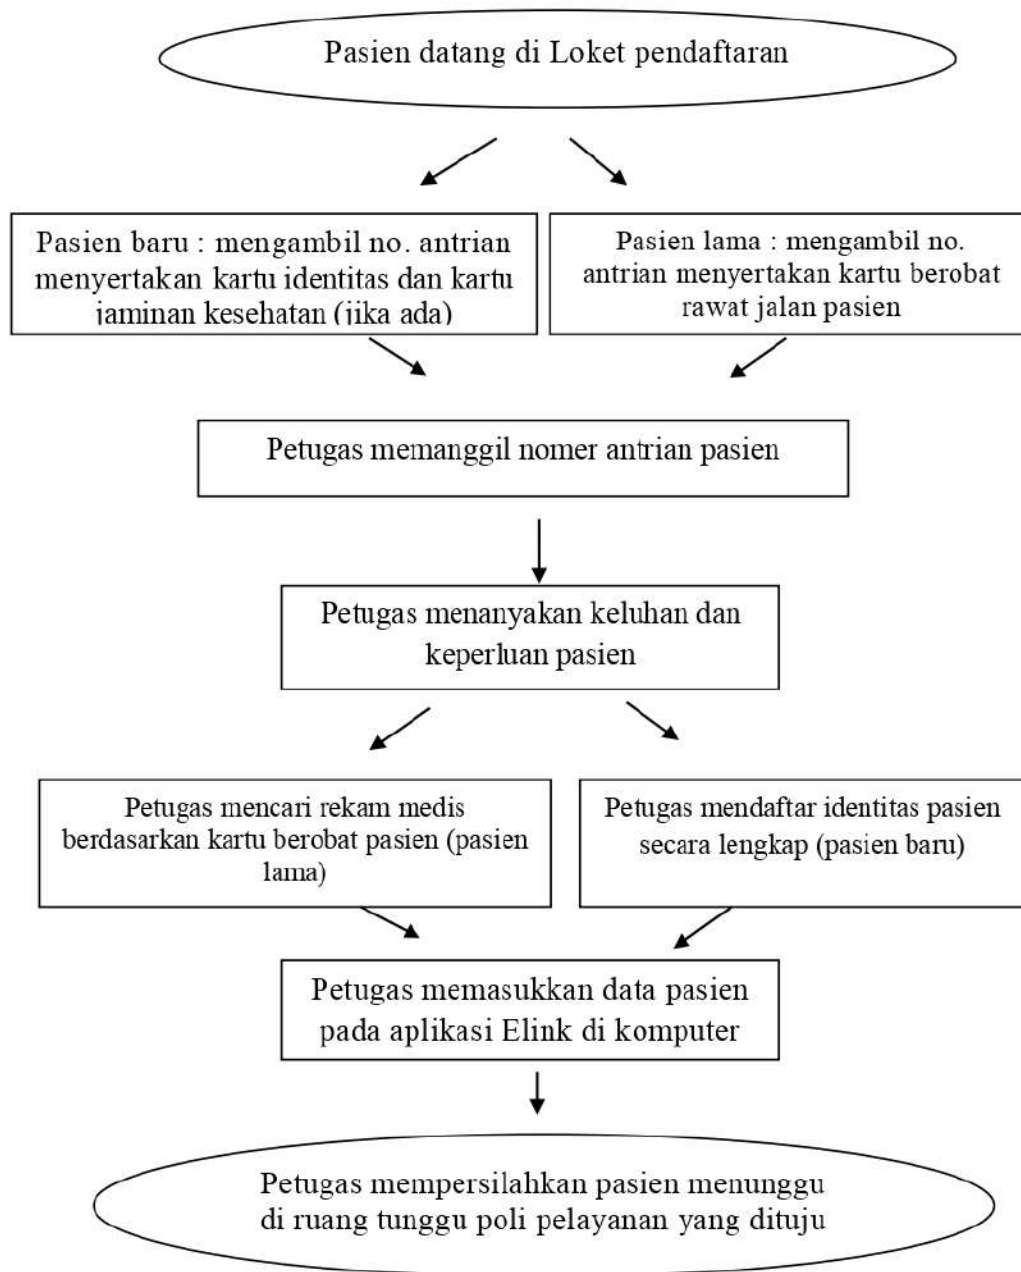 Pasien datang di Loket pendaftaran
Pasien baru : mengambil no. antrian
menyertakan kartu identitas dan kartu
jaminan kesehatan (jika ada)
Pasien lama : mengambil no.
antrian menyertakan kartu berobat
rawat jalan pasien
Petugas memanggil nomer antrian pasien
Petugas menanyakan keluhan dan
keperluan pasien
Petugas mencari rekam medis
berdasarkan kartu berobat pasien (pasien
lama)
Petugas mendaftar identitas pasien
secara lengkap (pasien baru)
Petugas memasukkan data pasien
pada aplikasi Elink di komputer
Petugas mempersilahkan pasien menunggu
di ruang tunggu poli pelayanan yang dituju